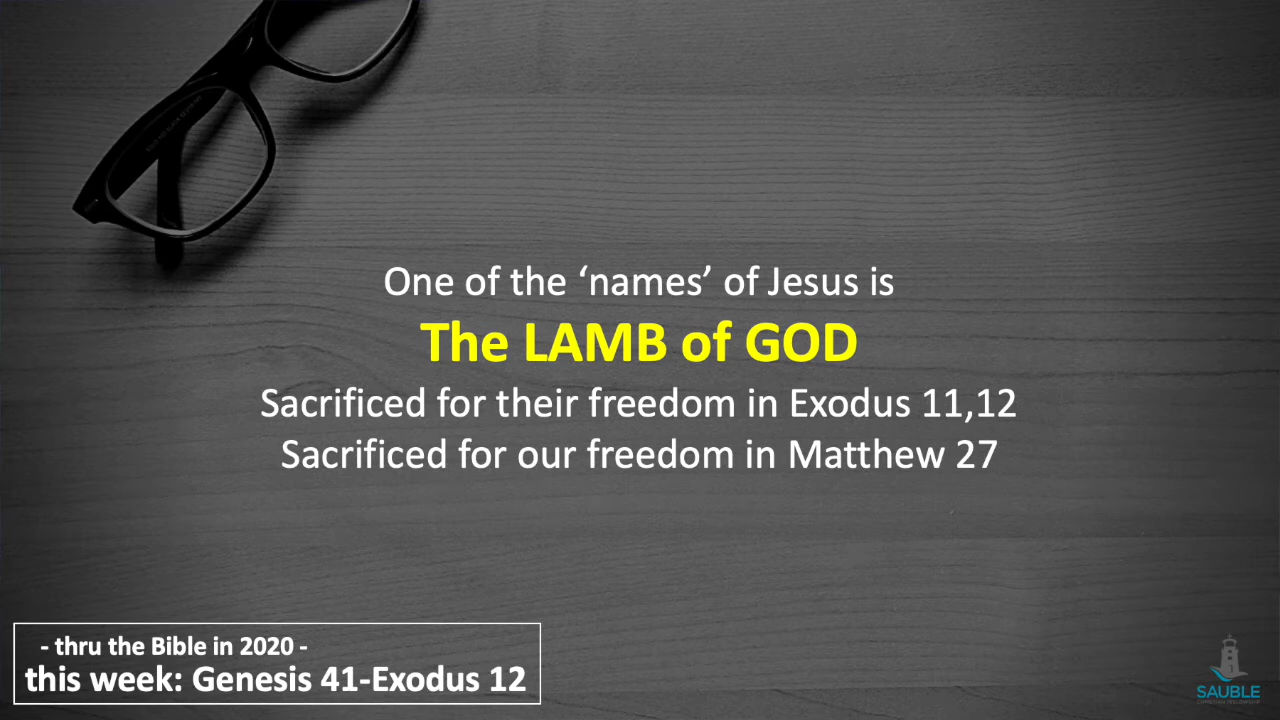 One of the ‘names’ of Jesus is
The LAMB of GOD
Sacrificed for their freedom in Exodus 11,12
Sacrificed for our freedom in Matthew 27
- thru the Bible in 2020 -
this week: Genesis 41-Exodus 12
SAUBLE
CHRISTIAN FELLOWSHIP